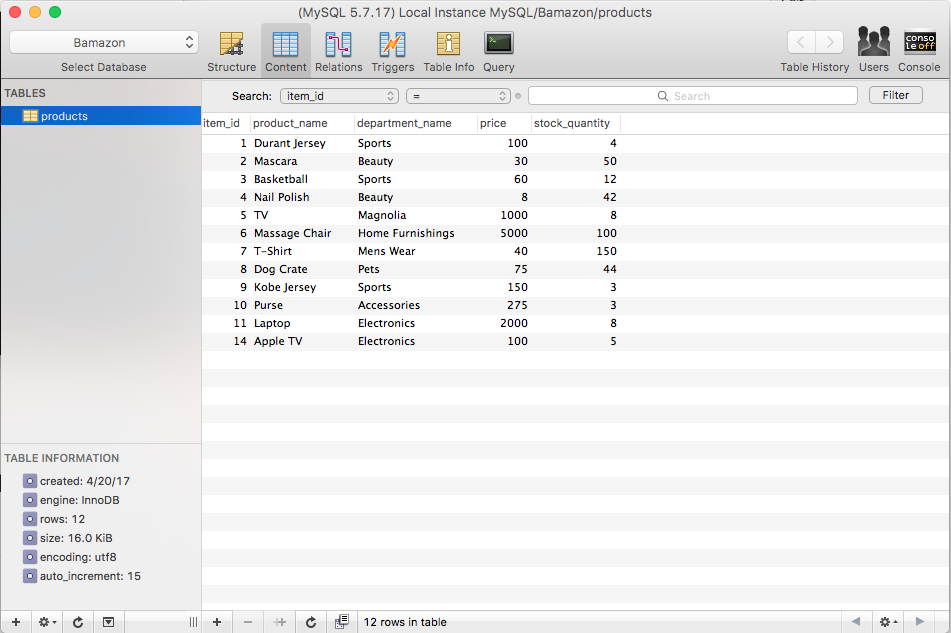 (MySQL 5.7.17) Local Instance MySQL/Bamazon/products
Bamazon
Select Database
Structure Content Relations Triggers Table Info Query
conso
le off
Table History Users Console
TABLES
products
Search: item_id = Search Filter
item_id product_name department_name price stock_quantity
1 Durant Jersey Sports 100 4
2 Mascara Beauty 30 50
3 Basketball Sports 60 12
4 Nail Polish Beauty 8 42
5 TV Magnolia 1000 8
6 Massage Chair Home Furnishings 5000 100
7 T-Shirt Mens Wear 40 150
8 Dog Crate Pets 75 44
9 Kobe Jersey Sports 150 3
10 Purse Accessories 275 3
11 Laptop Electronics 2000 8
14 Apple TV Electronics 100 5
TABLE INFORMATION
created: 4/20/17
engine: InnoDB
rows: 12
size: 16.0 KiB
encoding: utf8
auto_increment: 15
12 rows in table